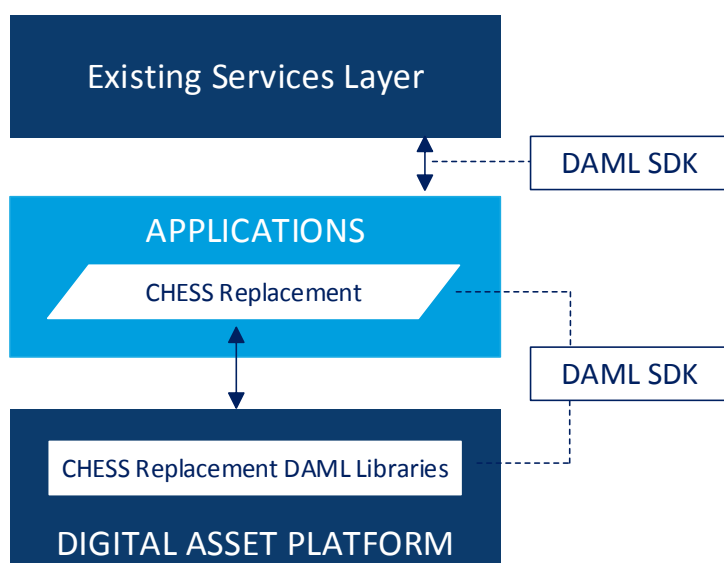 Existing Services Layer
DAML SDK
APPLICATIONS
CHESS Replacement
DAML SDK
CHESS Replacement DAML Libraries
DIGITAL ASSET PLATFORM